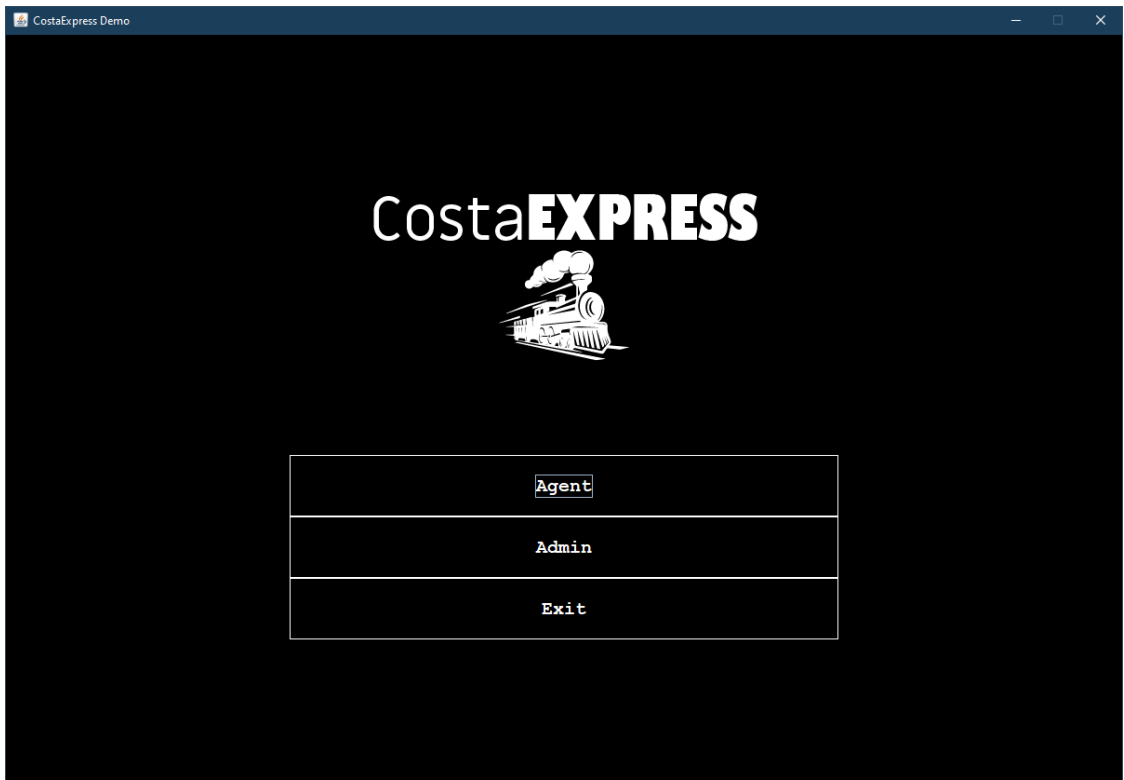 CostaExpress Demo
CostaEXPRESS
Agent
Admin
Exit